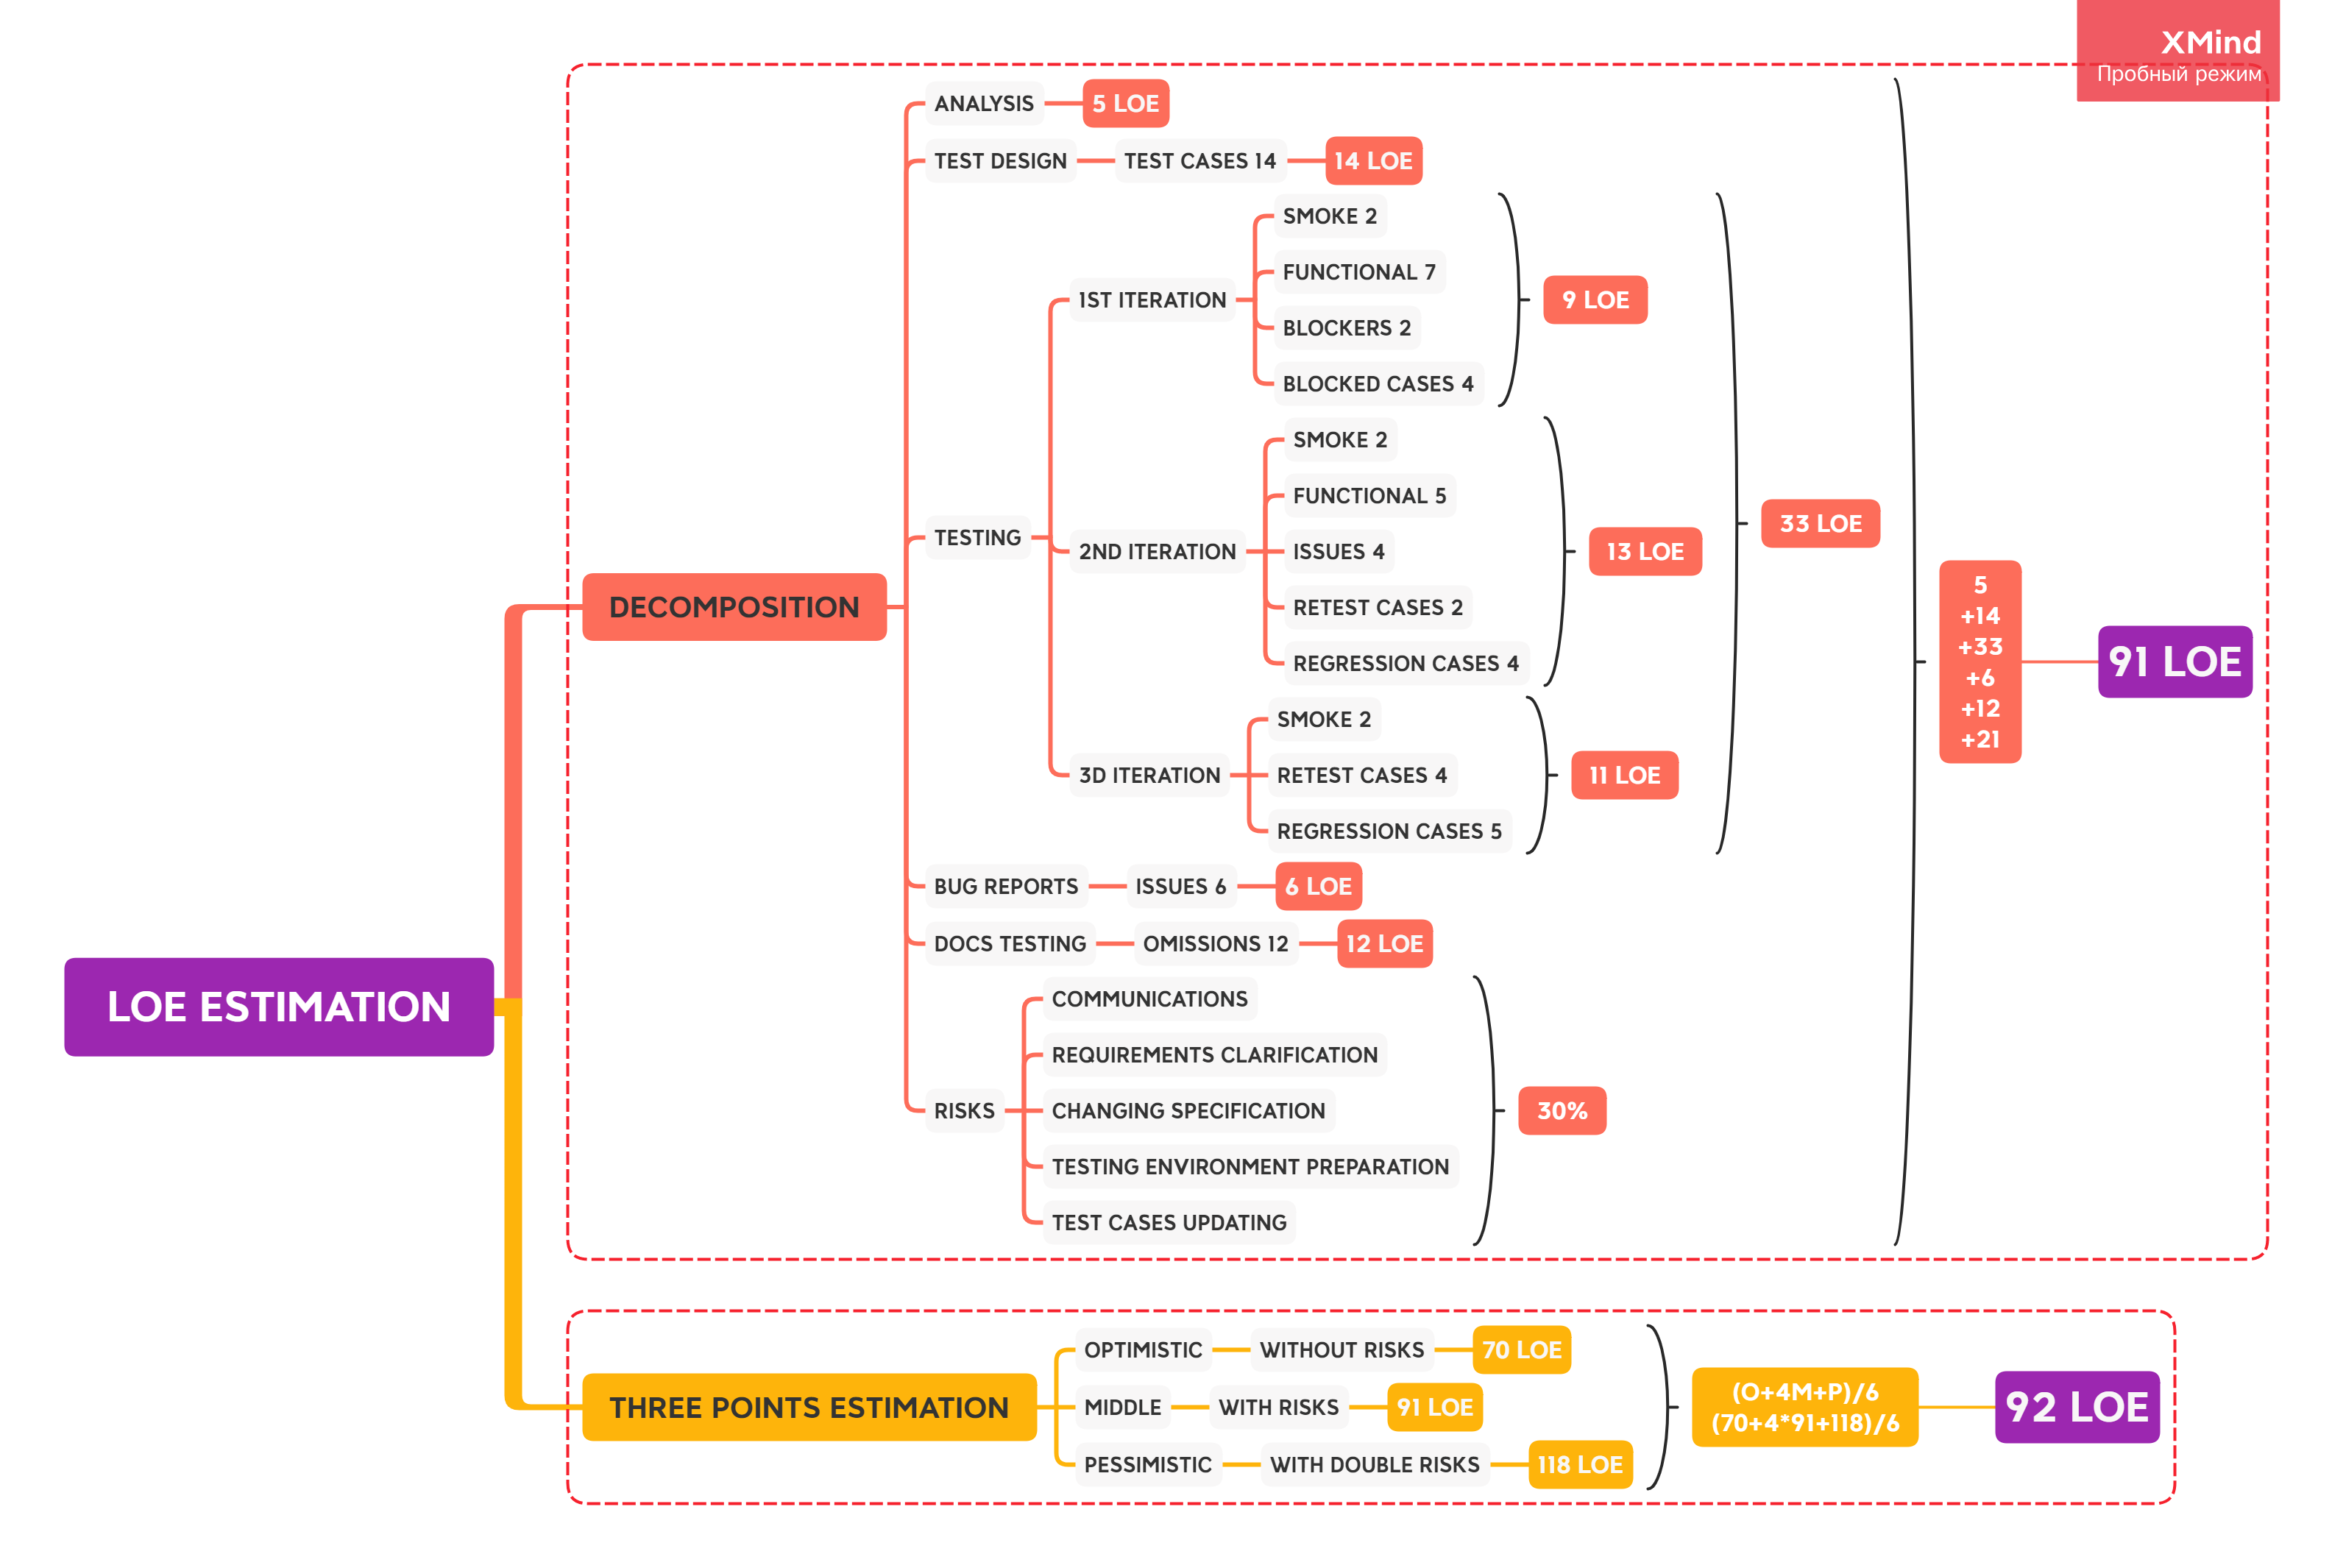 XMind
Пробный режим
ANALYSIS
5 LOE
TEST DESIGN
TEST CASES 14
14 LOE
SMOKE 2
FUNCTIONAL 7
1ST ITERATION
9 LOE
BLOCKERS 2
BLOCKED CASES 4
SMOKE 2
FUNCTIONAL 5
TESTING
2ND ITERATION
ISSUES 4
13 LOE
33 LOE
RETEST CASES 2
REGRESSION CASES 4
SMOKE 2
3D ITERATION
RETEST CASES 4
11 LOE
REGRESSION CASES 5
DECOMPOSITION
5
+14
+33
+6
+12
+21
91 LOE
BUG REPORTS
ISSUES 6
6 LOE
DOCS TESTING
OMISSIONS 12
12 LOE
COMMUNICATIONS
REQUIREMENTS CLARIFICATION
RISKS
CHANGING SPECIFICATION
30%
TESTING ENVIRONMENT PREPARATION
TEST CASES UPDATING
LOE ESTIMATION
OPTIMISTIC
WITHOUT RISKS
70 LOE
THREE POINTS ESTIMATION
MIDDLE
WITH RISKS
91 LOE
(O+4M+P)/6
(70+4*91+118)/6
92 LOE
PESSIMISTIC
WITH DOUBLE RISKS
118 LOE